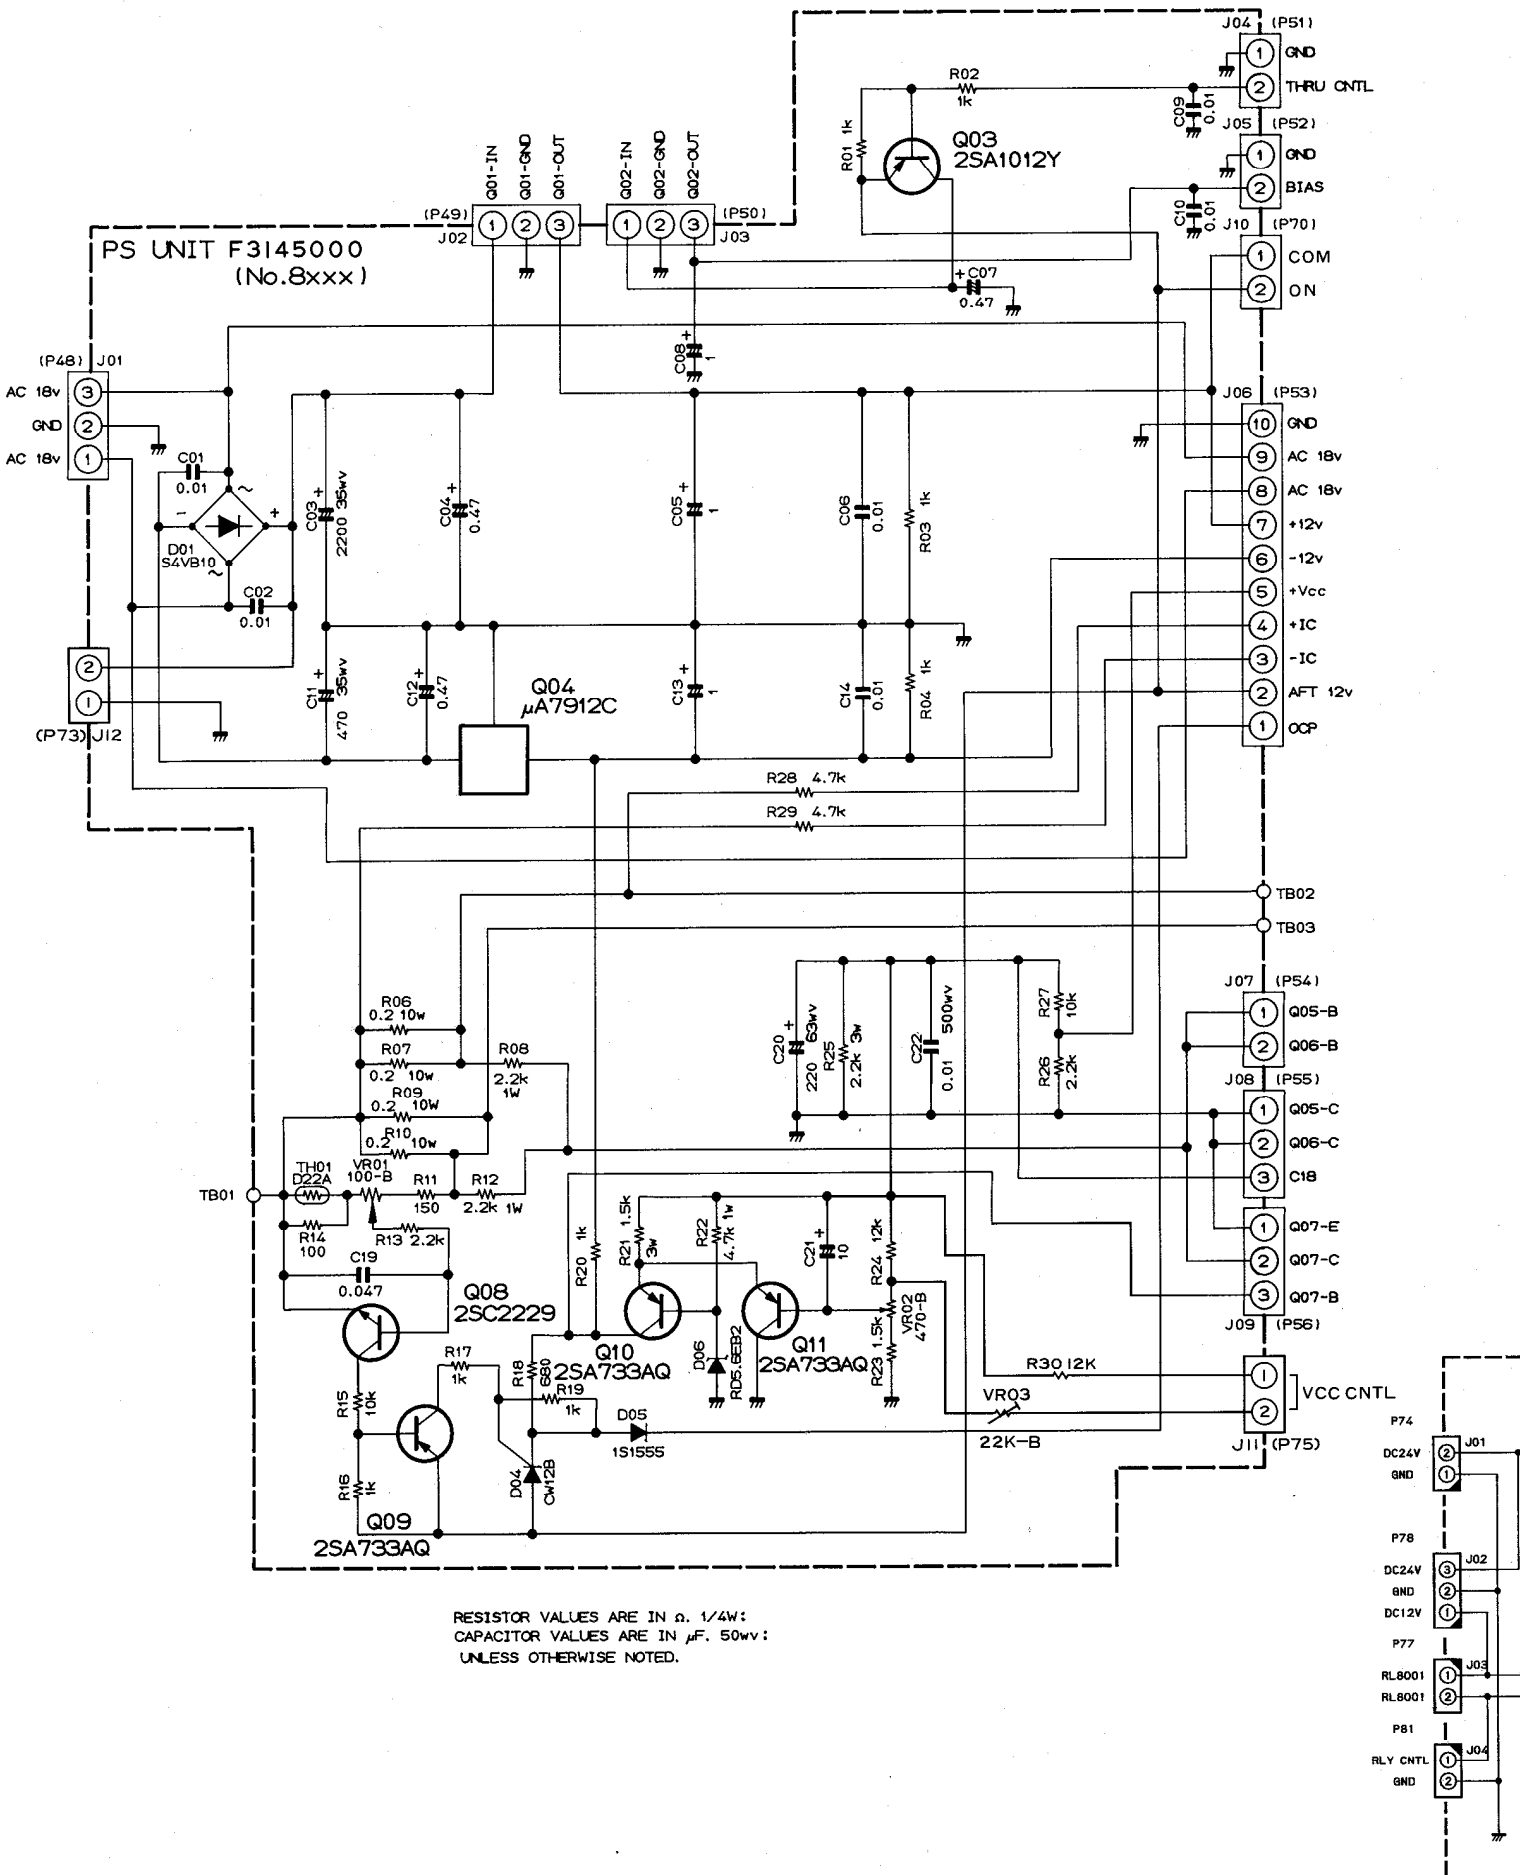 J04 (P51)
GND
THRU CNTL
R02
1k
C09
0.01
J05 (P52)
GND
BIAS
C10
0.01
J10 (P70)
COM
ON
R01 1k
Q03
2SA1012Y
Q01-IN
Q01-GND
Q01-OUT
Q02-IN
Q02-GND
Q02-OUT
(P49)
J02
1 2 3
1 2 3
(P50)
J03
PS UNIT F3145000
(No.8xxx)
+ C07
0.47
C08 +
1
(P48) J01
AC 18v 3
GND 2
AC 18v 1
C01
0.01
D01
S4VB10
C02
0.01
C03 +
2200 35wv
C04 +
0.47
C05 +
1
C06
0.01
R03 1k
J06 (P53)
10 GND
9 AC 18v
8 AC 18v
7 +12v
6 -12v
5 +Vcc
4 +IC
3 -IC
2 AFT 12v
1 OCP
2
1
(P73) J12
C11 +
470 35wv
C12 +
0.47
Q04
μA7912C
C13 +
1
C14
0.01
R04 1k
R28 4.7k
R29 4.7k
TB02
TB03
R06
0.2 10w
R07
0.2 10w
R08
2.2k
1W
R09
0.2 10W
R10
0.2 10w
C20 +
220 63wv
R25
2.2k 3w
C22
0.01 500wv
R27
10k
R26
2.2k
J07 (P54)
1 Q05-B
2 Q06-B
J08 (P55)
1 Q05-C
2 Q06-C
3 C18
1 Q07-E
2 Q07-C
3 Q07-B
J09 (P56)
TB01
TH01
D22A
VR01
100-B
R11
150
R12
2.2k 1W
R14
100
R13 2.2k
C19
0.047
Q08
2SC2229
R20 1k
R21 1.5k
3w
R22
4.7k 1w
C21 +
10
R24 12k
VR02
470-B
R23 1.5k
Q10
2SA733AQ
D06
RD5.6EB2
Q11
2SA733AQ
R17
1k
R18
680
R19
1k
R15
10k
R16
1k
D05
1S1555
D04
CW12B
Q09
2SA733AQ
R30 12K
VR03
22K-B
1
2
VCC CNTL
J11 (P75)
P74
DC24V 2 J01
GND 1
P78
DC24V 3 J02
GND 2
DC12V 1
P77
RL8001 1 J03
RL8001 2
P81
RLY CNTL 1 J04
GND 2
RESISTOR VALUES ARE IN Ω. 1/4W:
CAPACITOR VALUES ARE IN μF. 50wv:
UNLESS OTHERWISE NOTED.